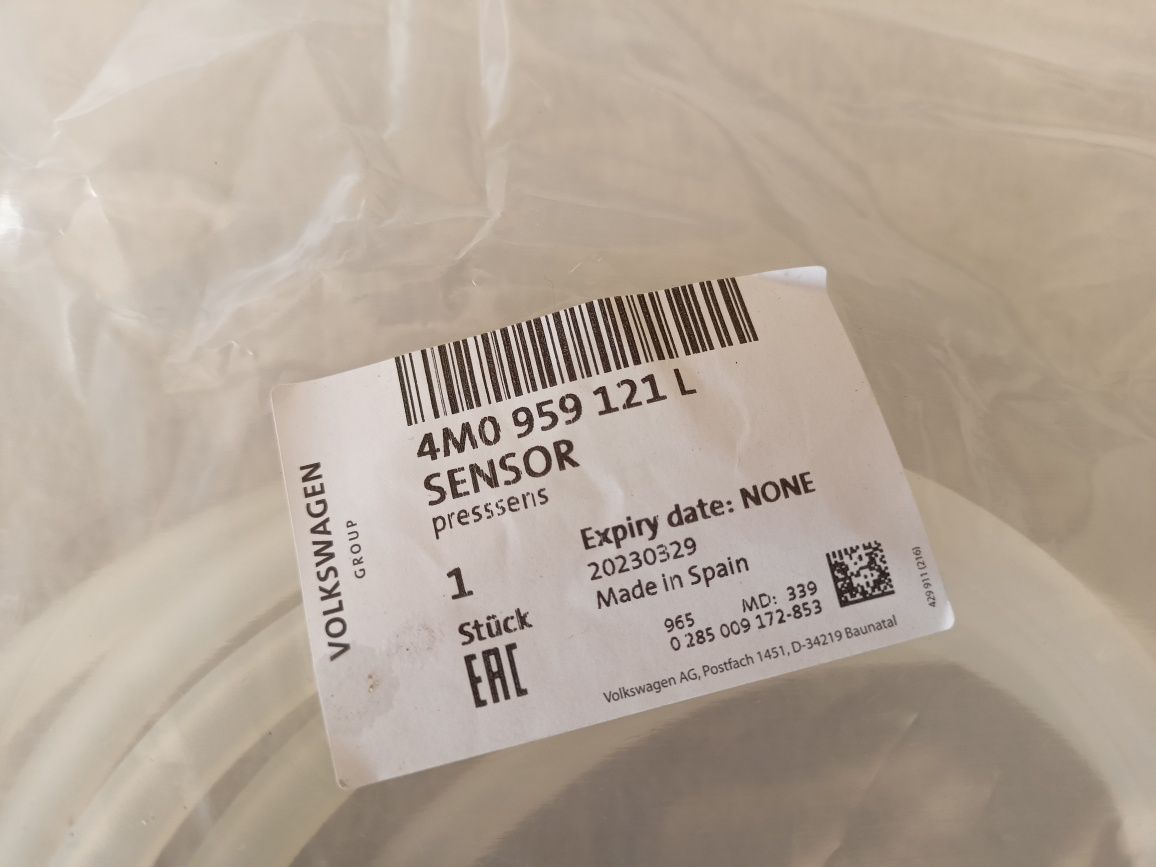 4M0 959 121 L
SENSOR
presssens
VOLKSWAGEN
GROUP
1
Stück
EAC
Expiry date: NONE
20230329
Made in Spain
965 MD: 339
0 285 009 172-853
Volkswagen AG, Postfach 1451, D-34219 Baunatal
429 911 (216)